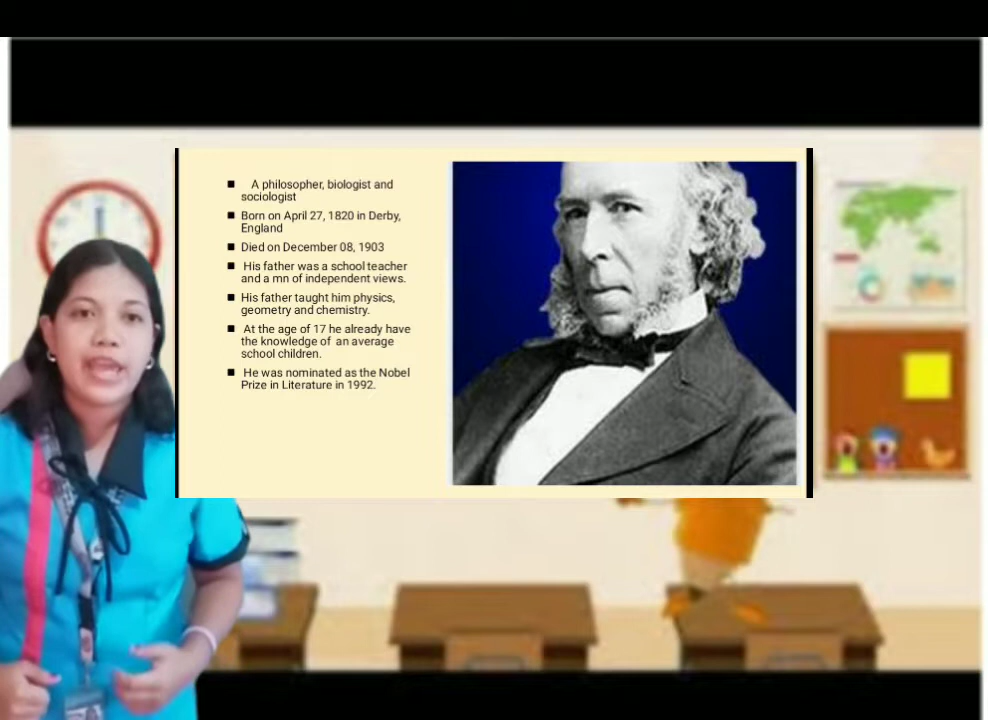 A philosopher, biologist and
sociologist
Born on April 27, 1820 in Derby,
England
Died on December 08, 1903
His father was a school teacher
and a mn of independent views.
His father taught him physics,
geometry and chemistry.
At the age of 17 he already have
the knowledge of an average
school children.
He was nominated as the Nobel
Prize in Literature in 1992.